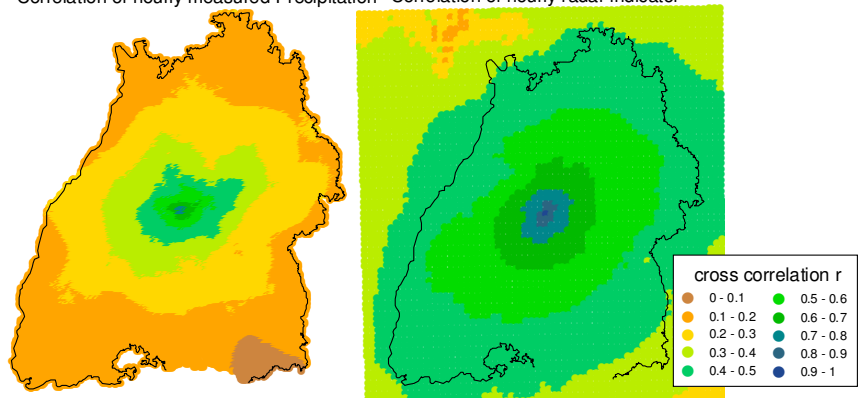 Correlation of hourly measured Precipitation Correlation of hourly radar indicator
cross correlation r
0 - 0.1 0.5 - 0.6
0.1 - 0.2 0.6 - 0.7
0.2 - 0.3 0.7 - 0.8
0.3 - 0.4 0.8 - 0.9
0.4 - 0.5 0.9 - 1